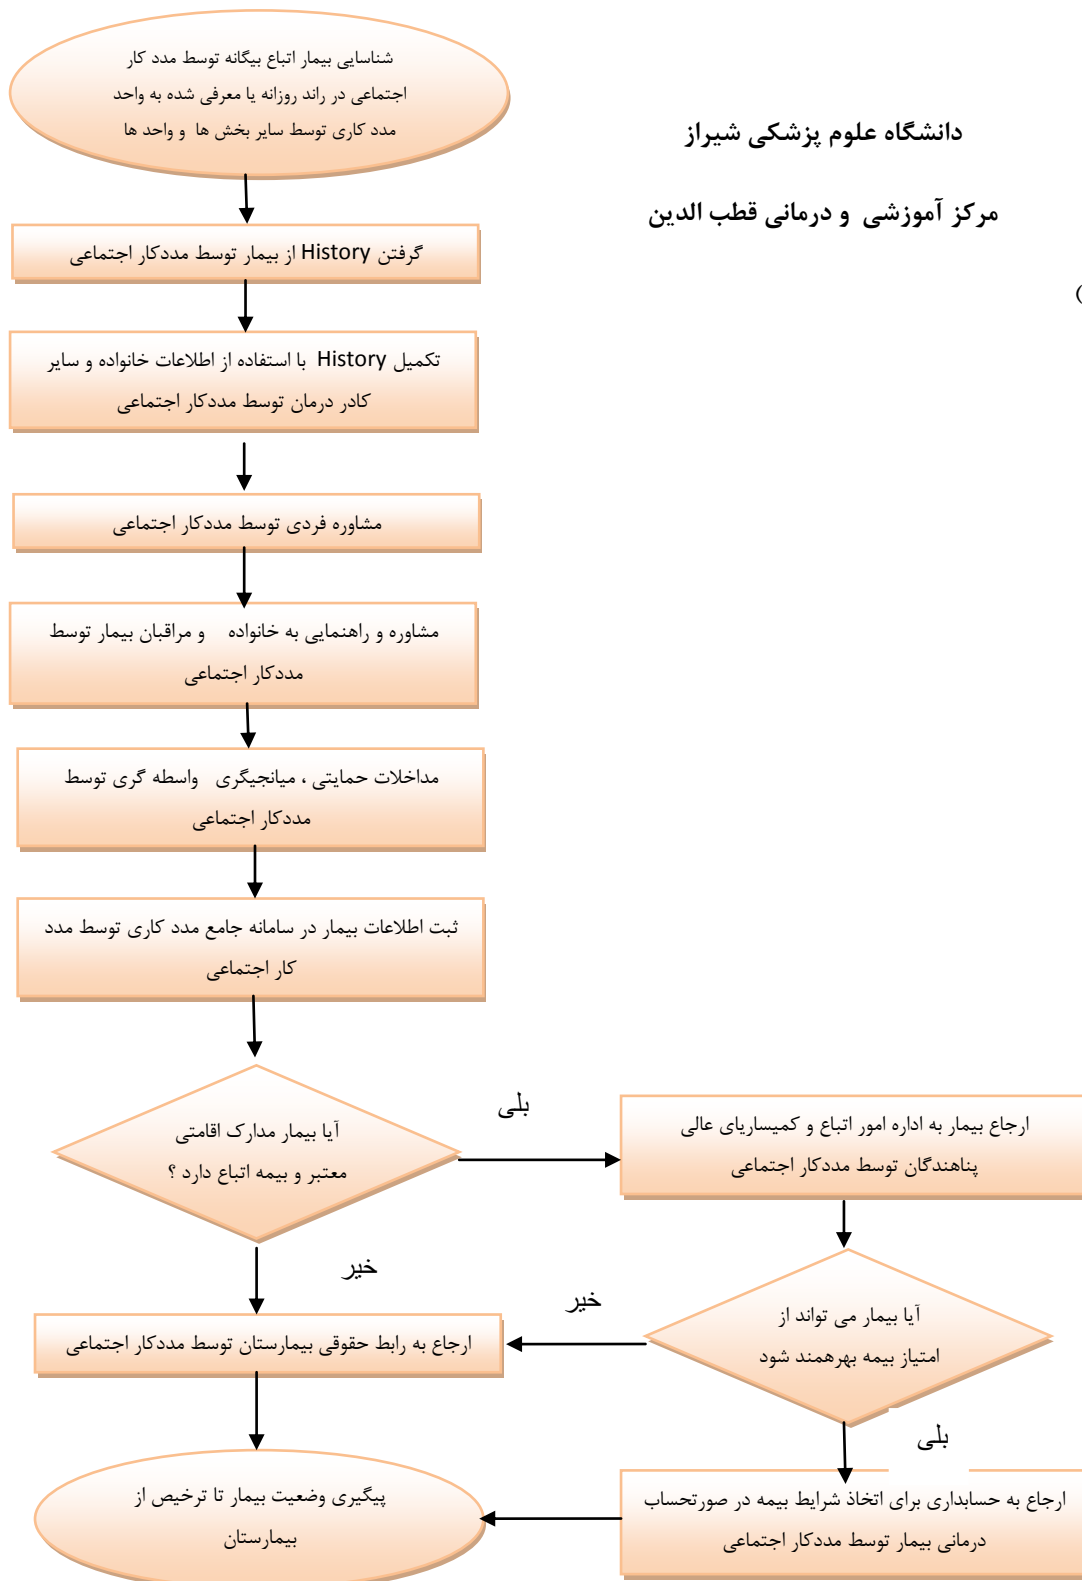 دانشگاه علوم پزشکی شیراز
مرکز آموزشی و درمانی قطب الدین
)
شناسایی بیمار اتباع بیگانه توسط مدد کار
اجتماعی در راند روزانه یا معرفی شده به واحد
مدد کاری توسط سایر بخش ها و واحد ها
گرفتن History از بیمار توسط مددکار اجتماعی
تکمیل History با استفاده از اطلاعات خانواده و سایر
کادر درمان توسط مددکار اجتماعی
مشاوره فردی توسط مددکار اجتماعی
مشاوره و راهنمایی به خانواده و مراقبان بیمار توسط
مددکار اجتماعی
مداخلات حمایتی ، میانجیگری واسطه گری توسط
مددکار اجتماعی
ثبت اطلاعات بیمار در سامانه جامع مدد کاری توسط مدد
کار اجتماعی
آیا بیمار مدارک اقامتی
معتبر و بیمه اتباع دارد ؟
بلی
ارجاع بیمار به اداره امور اتباع و کمیساریای عالی
پناهندگان توسط مددکار اجتماعی
خیر
آیا بیمار می تواند از
امتیاز بیمه بهرهمند شود
خیر
ارجاع به رابط حقوقی بیمارستان توسط مددکار اجتماعی
بلی
ارجاع به حسابداری برای اتخاذ شرایط بیمه در صورتحساب
درمانی بیمار توسط مددکار اجتماعی
پیگیری وضعیت بیمار تا ترخیص از
بیمارستان